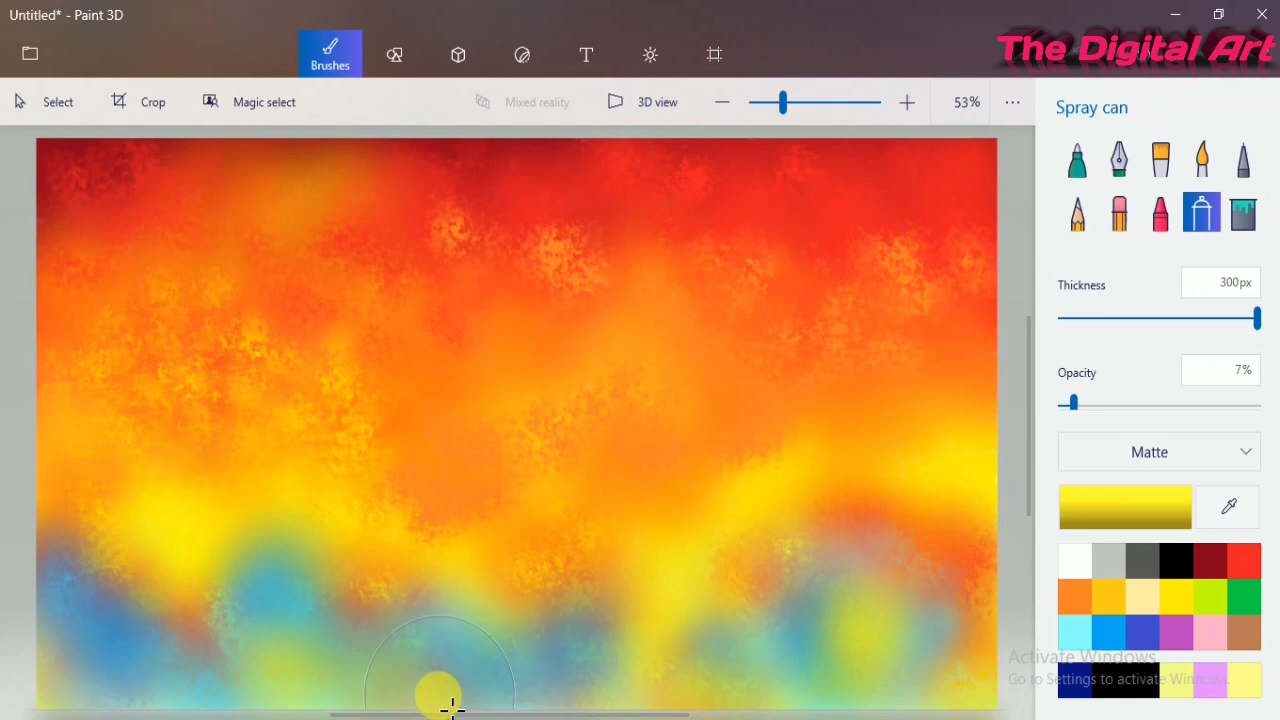 Untitled* - Paint 3D
Brushes
The Digital Art
Select
Crop
Magic select
Mixed reality
3D view
53%
Spray can
Thickness
300px
Opacity
7%
Matte
Activate Windows
Go to Settings to activate Windows.